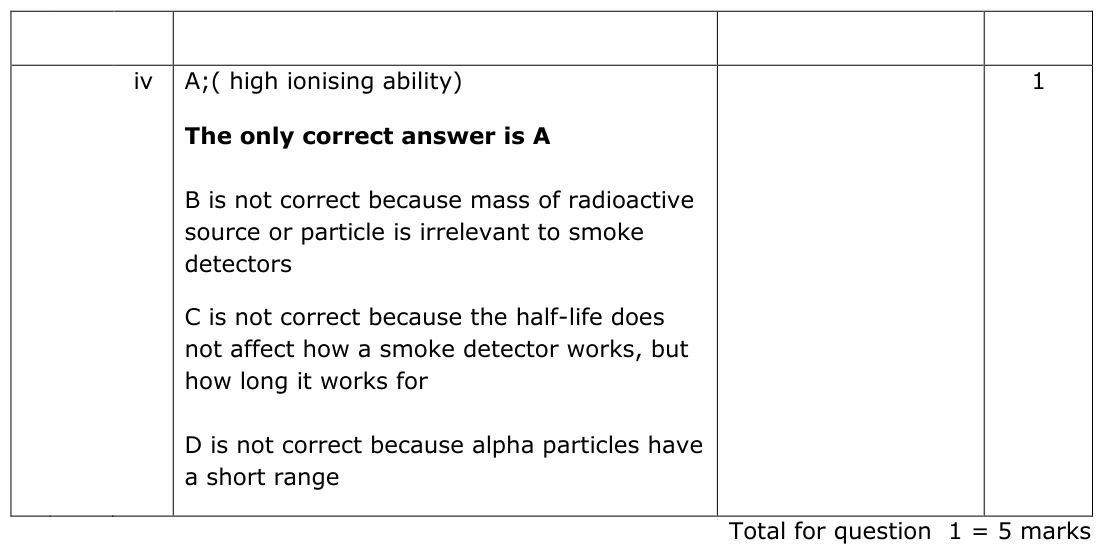 iv
A;( high ionising ability)
1
The only correct answer is A
B is not correct because mass of radioactive
source or particle is irrelevant to smoke
detectors
C is not correct because the half-life does
not affect how a smoke detector works, but
how long it works for
D is not correct because alpha particles have
a short range
Total for question  1 = 5 marks